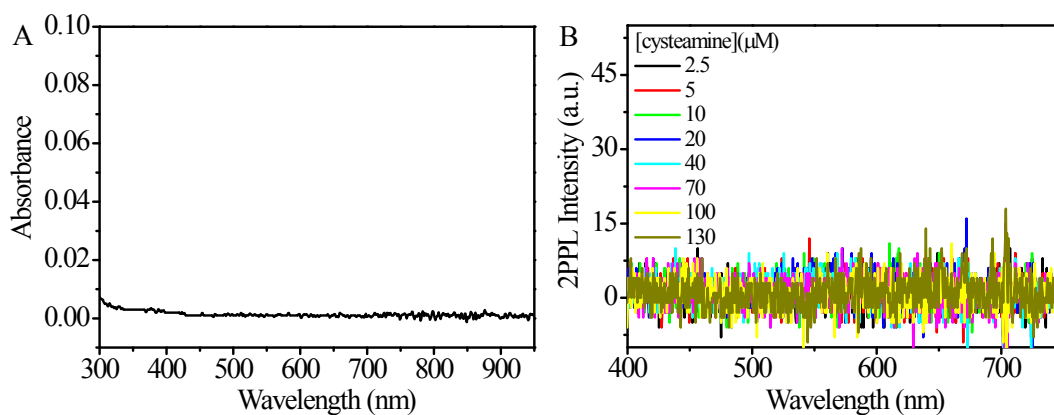 A
0.10
0.08
0.06
0.04
0.02
0.00
Absorbance
300 400 500 600 700 800 900
Wavelength (nm)
B
[cysteamine](μM)
2.5
5
10
20
40
70
100
130
45
30
15
0
2PPL Intensity (a.u.)
400 500 600 700
Wavelength (nm)